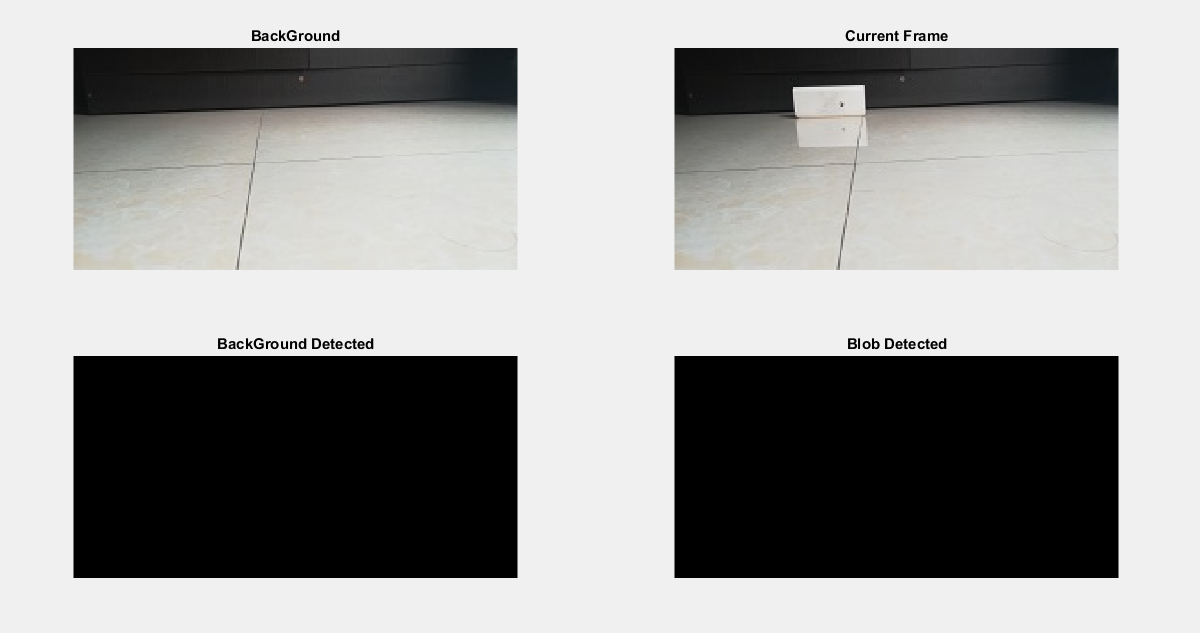 BackGround
Current Frame
BackGround Detected
Blob Detected